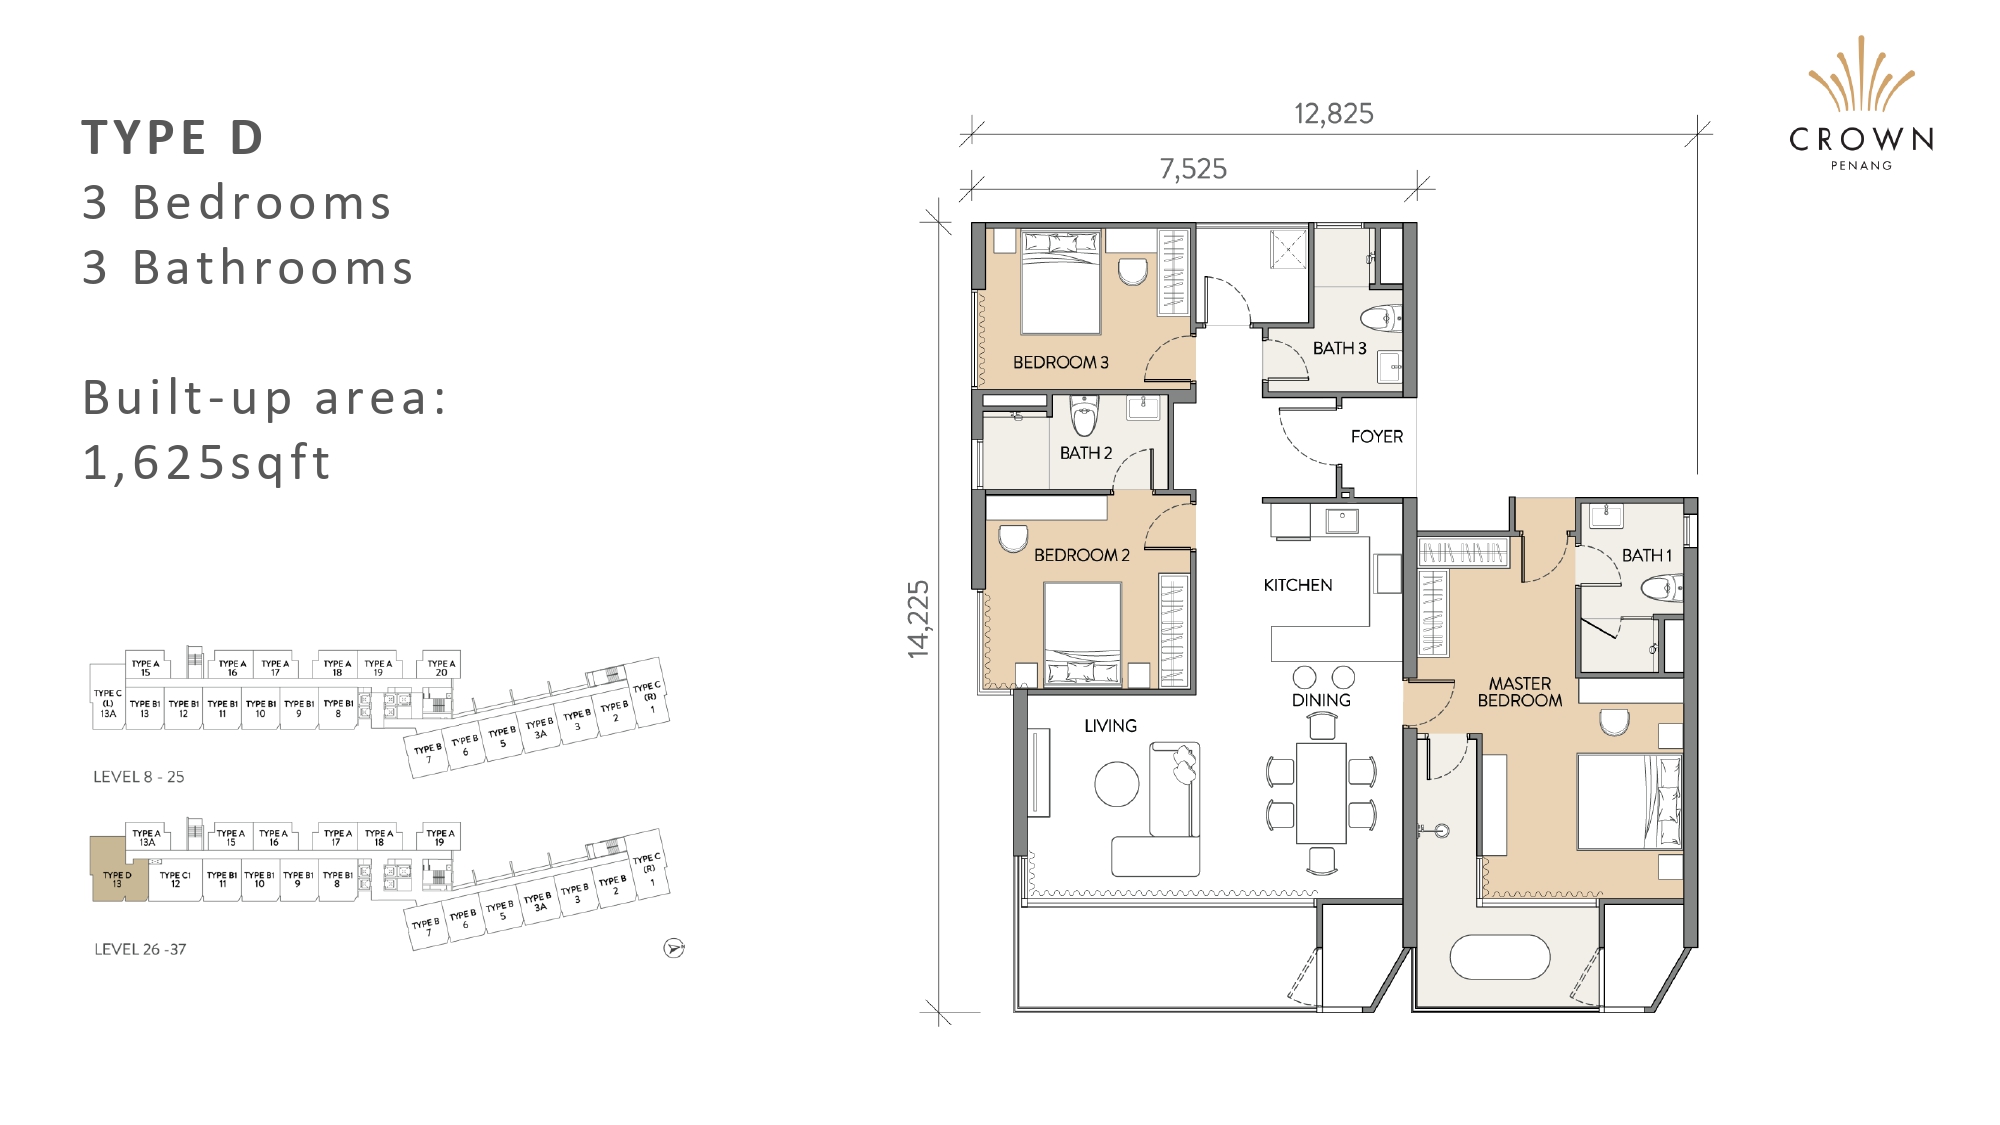 TYPE D
3 Bedrooms
3 Bathrooms
Built-up area:
1,625sqft
CROWN
PENANG
12,825
7,525
14,225
BEDROOM 3
BATH 3
FOYER
BATH 2
BEDROOM 2
KITCHEN
BATH 1
MASTER
BEDROOM
DINING
LIVING
TYPE A
15
TYPE A
16
TYPE A
17
TYPE A
18
TYPE A
19
TYPE A
20
TYPE C
(L)
13A
TYPE B1
13
TYPE B1
12
TYPE B1
11
TYPE B1
10
TYPE B1
9
TYPE B1
8
TYPE B
7
TYPE B
6
TYPE B
5
TYPE B
3A
TYPE B
3
TYPE B
2
TYPE C
(R)
1
LEVEL 8 - 25
TYPE A
13A
TYPE A
15
TYPE A
16
TYPE A
17
TYPE A
18
TYPE A
19
TYPE D
13
TYPE C1
12
TYPE B1
11
TYPE B1
10
TYPE B1
9
TYPE B1
8
TYPE B
7
TYPE B
6
TYPE B
5
TYPE B
3A
TYPE B
3
TYPE B
2
TYPE C
(R)
1
LEVEL 26 -37